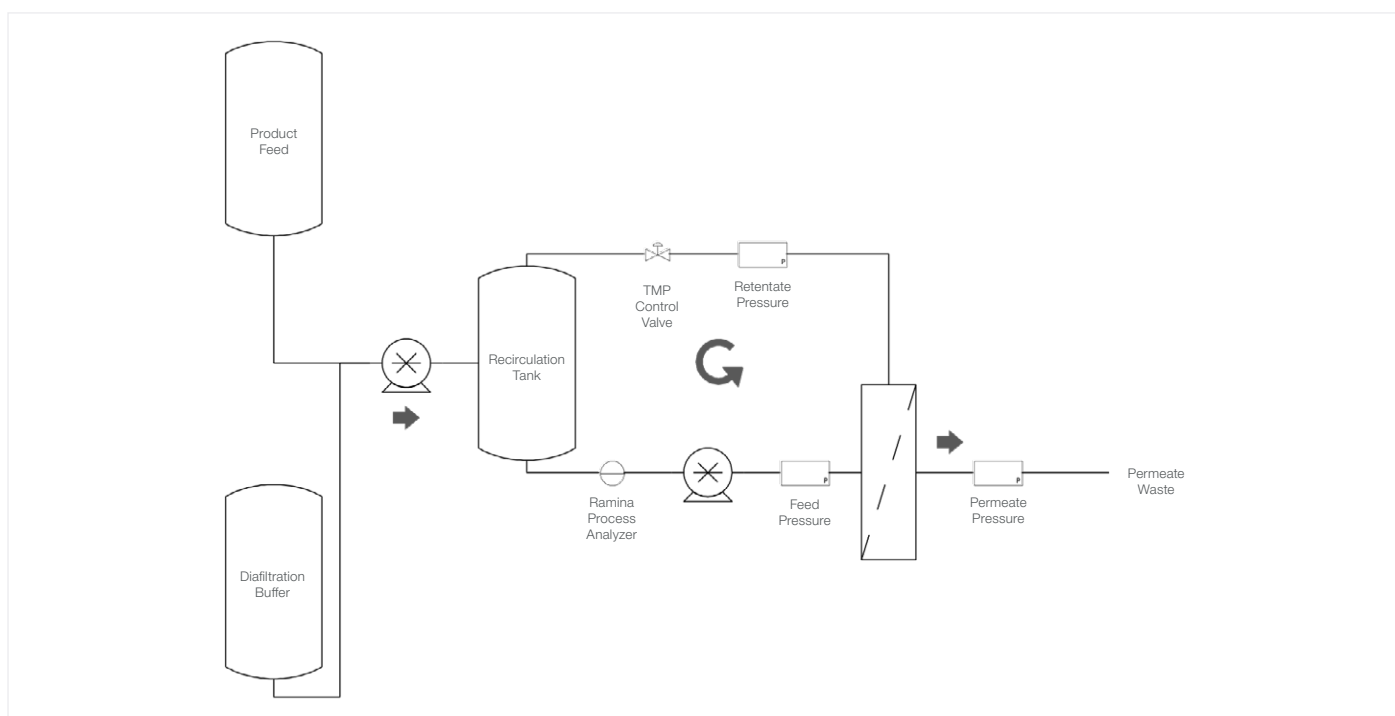 Product
Feed
TMP
Control
Valve
P
Retentate
Pressure
Recirculation
Tank
Ramina
Process
Analyzer
P
Feed
Pressure
P
Permeate
Pressure
Permeate
Waste
Diafiltration
Buffer